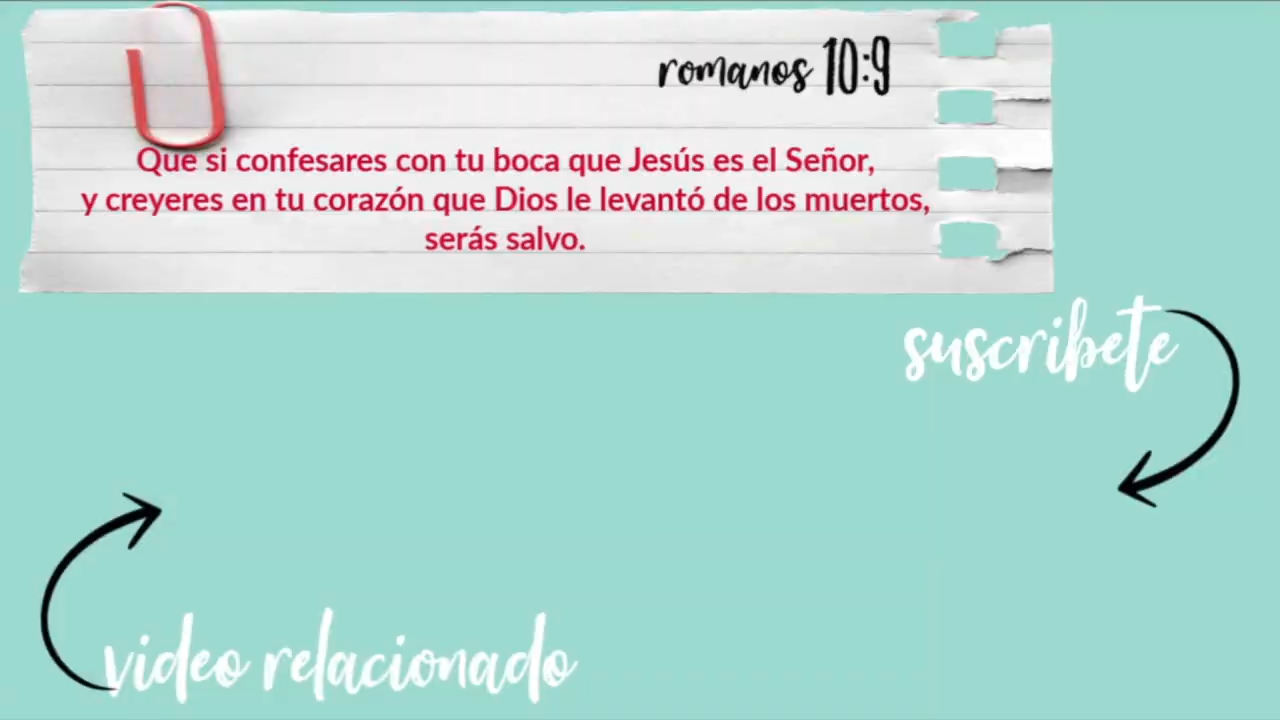 romanos 10:9
Que si confesares con tu boca que Jesús es el Señor,
y creyeres en tu corazón que Dios le levantó de los muertos,
serás salvo.
suscribete
video relacionado